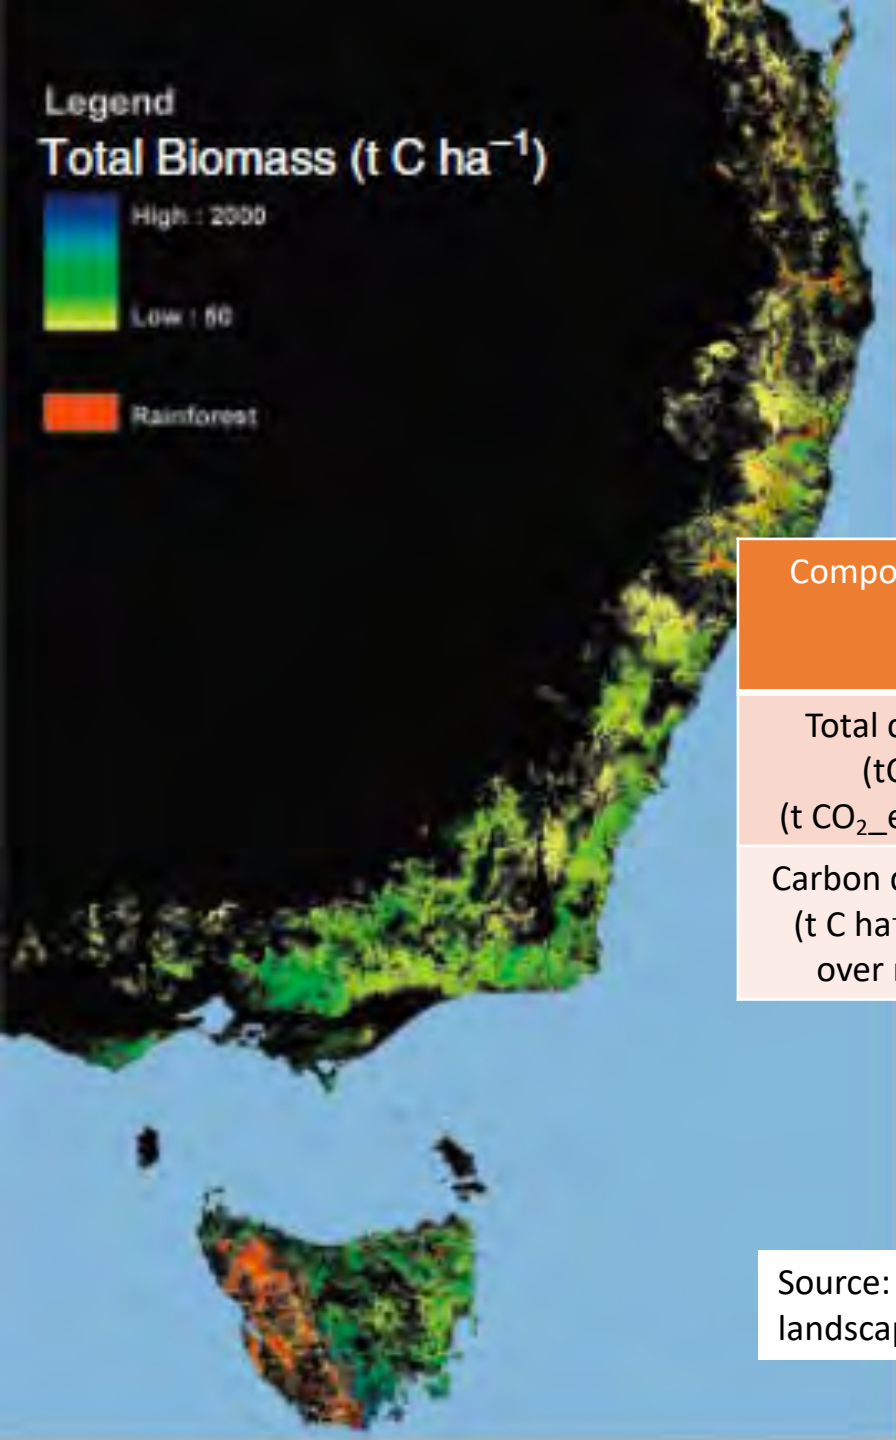 Legend
Total Biomass (t C ha⁻¹)
High : 2000
Low : 60
Rainforest
Compo
Total c
(tC
(t CO₂_e
Carbon c
(t C ha⁻
over r
Source:
landscap